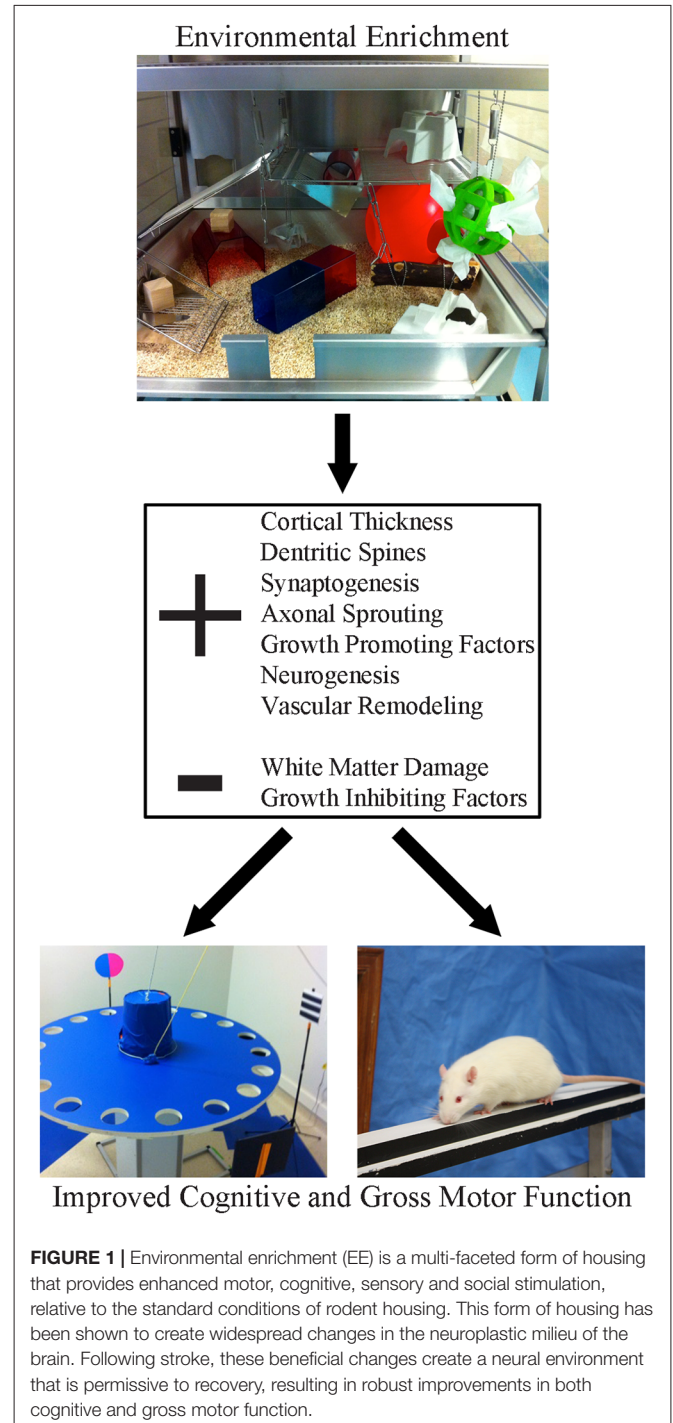 Environmental Enrichment
Cortical Thickness
Dentritic Spines
Synaptogenesis
Axonal Sprouting
Growth Promoting Factors
Neurogenesis
Vascular Remodeling
White Matter Damage
Growth Inhibiting Factors
Improved Cognitive and Gross Motor Function
FIGURE 1 | Environmental enrichment (EE) is a multi-faceted form of housing
that provides enhanced motor, cognitive, sensory and social stimulation,
relative to the standard conditions of rodent housing. This form of housing has
been shown to create widespread changes in the neuroplastic milieu of the
brain. Following stroke, these beneficial changes create a neural environment
that is permissive to recovery, resulting in robust improvements in both
cognitive and gross motor function.